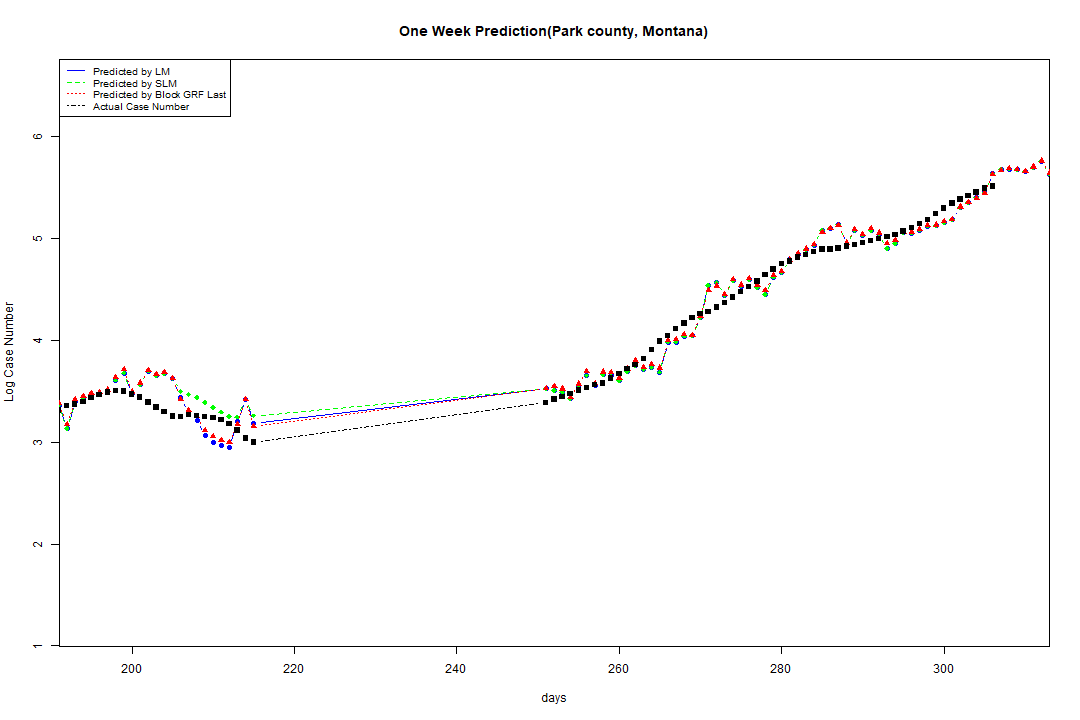 One Week Prediction(Park county, Montana)
Predicted by LM
Predicted by SLM
Predicted by Block GRF Last
Actual Case Number
6
5
4
3
2
1
Log Case Number
200 220 240 260 280 300
days